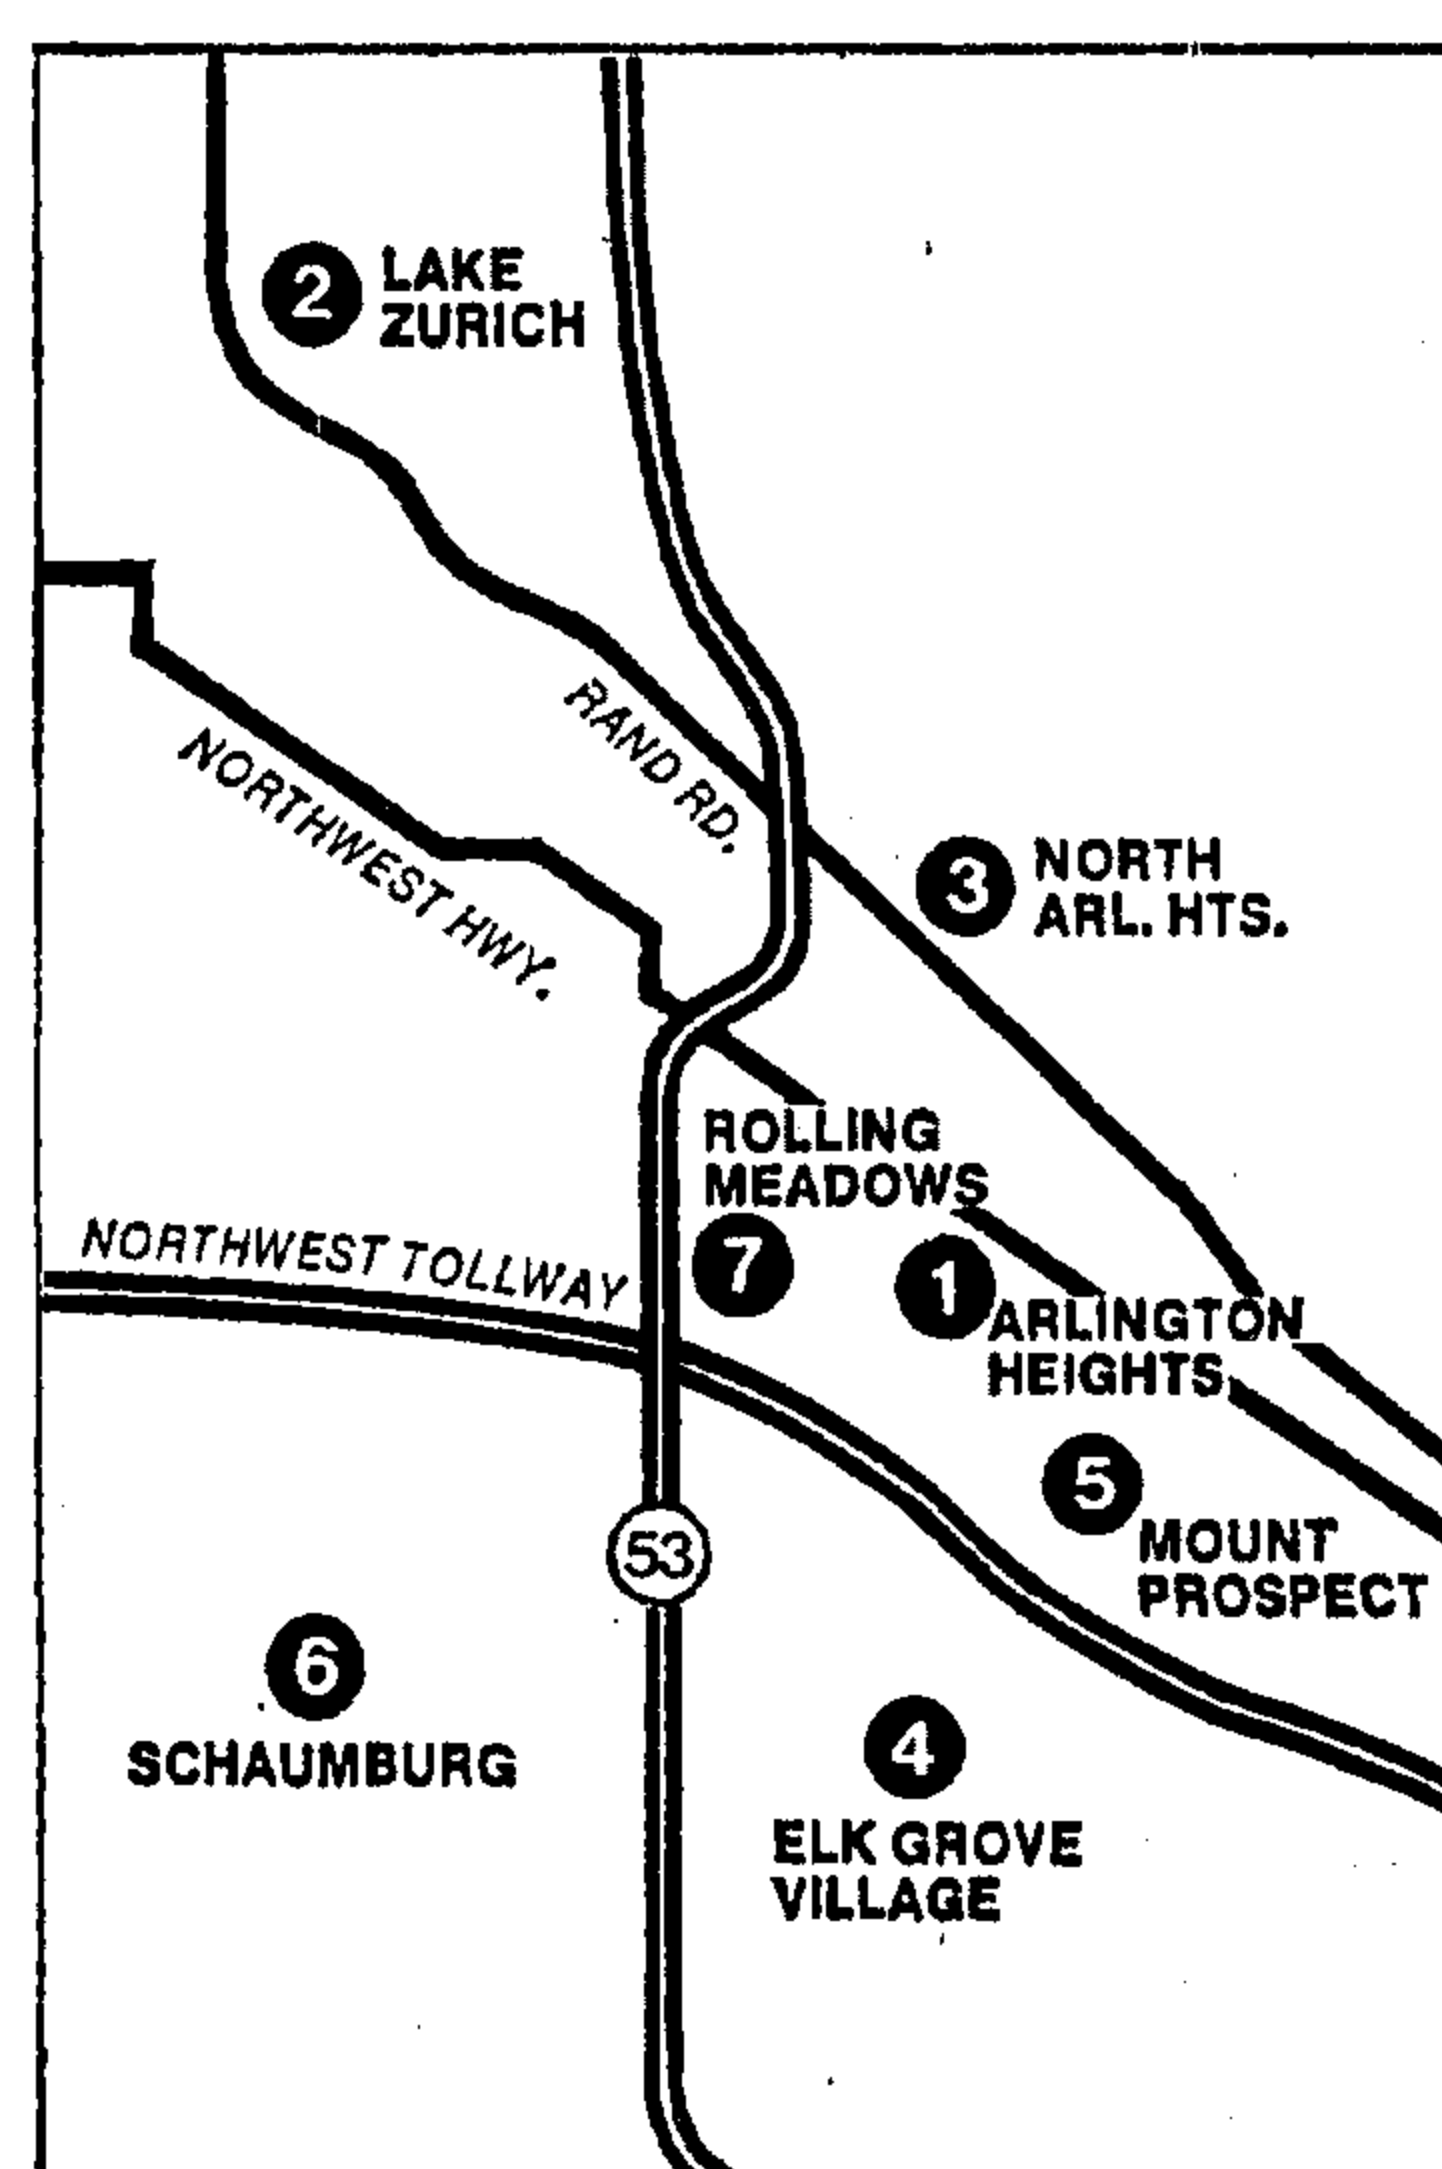 2 LAKE
ZURICH
RAND RD.
NORTHWEST HWY.
3 NORTH
ARL. HTS.
ROLLING
MEADOWS
7
NORTHWEST TOLLWAY
1
ARLINGTON
HEIGHTS
5
MOUNT
PROSPECT
53
6
SCHAUMBURG
4
ELK GROVE
VILLAGE